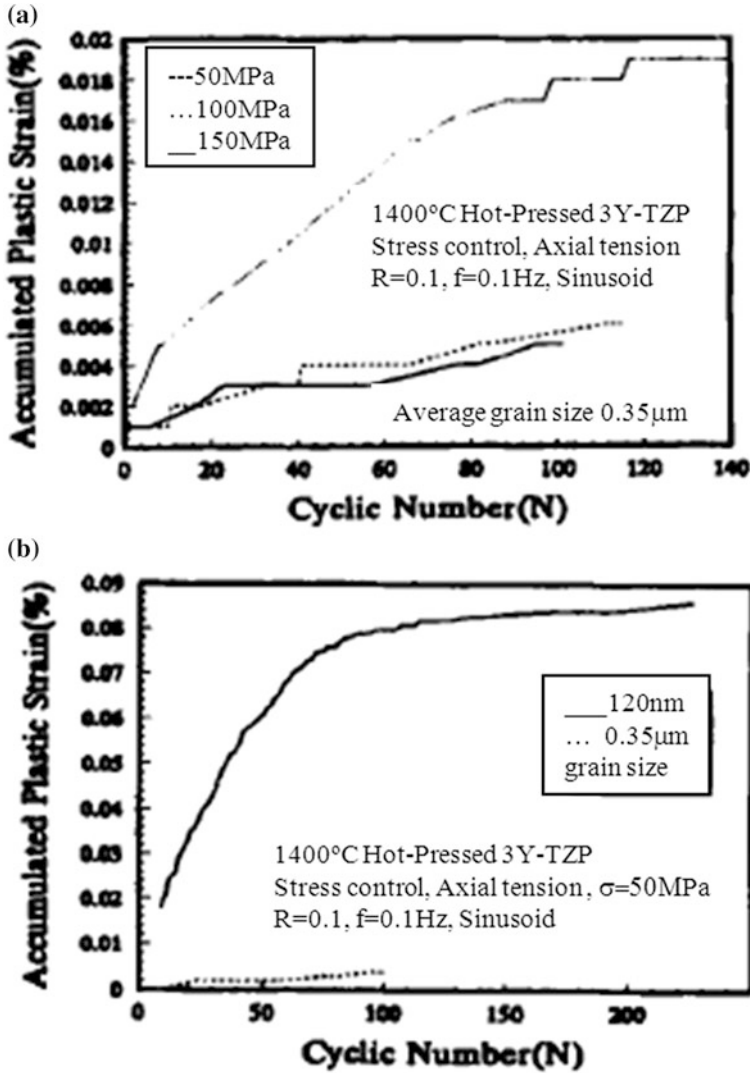 (a)
Accumulated Plastic Strain(%)
0.02
0.018
0.016
0.014
0.012
0.01
0.008
0.006
0.004
0.002
0
---50MPa
...100MPa
__150MPa
1400°C Hot-Pressed 3Y-TZP
Stress control, Axial tension
R=0.1, f=0.1Hz, Sinusoid
Average grain size 0.35μm
0 20 40 60 80 100 120 140
Cyclic Number(N)
(b)
Accumulated Plastic Strain(%)
0.09
0.08
0.07
0.06
0.05
0.04
0.03
0.02
0.01
0
___120nm
... 0.35μm
grain size
1400°C Hot-Pressed 3Y-TZP
Stress control, Axial tension, σ=50MPa
R=0.1, f=0.1Hz, Sinusoid
50 100 150 200
Cyclic Number(N)